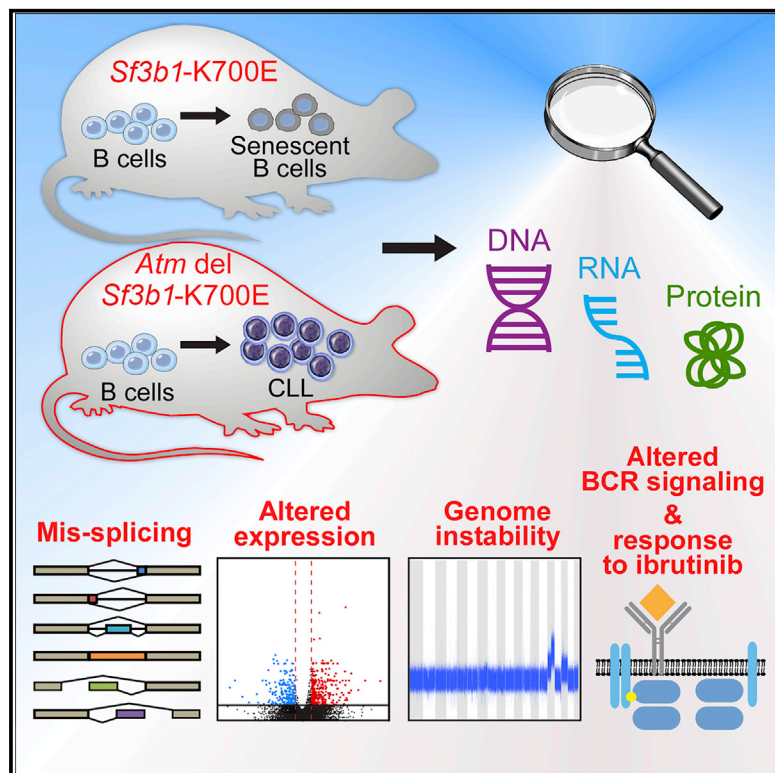 Sf3b1-K700E
B cells
Senescent
B cells
Atm del
Sf3b1-K700E
B cells
CLL
DNA
RNA
Protein
Mis-splicing
Altered
expression
Genome
instability
Altered
BCR signaling
&
response
to ibrutinib